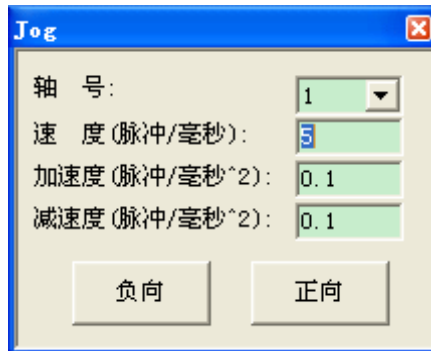 Jog
轴 号: 1
速 度(脉冲/毫秒): 5
加速度(脉冲/毫秒^2): 0.1
减速度(脉冲/毫秒^2): 0.1
负向 正向